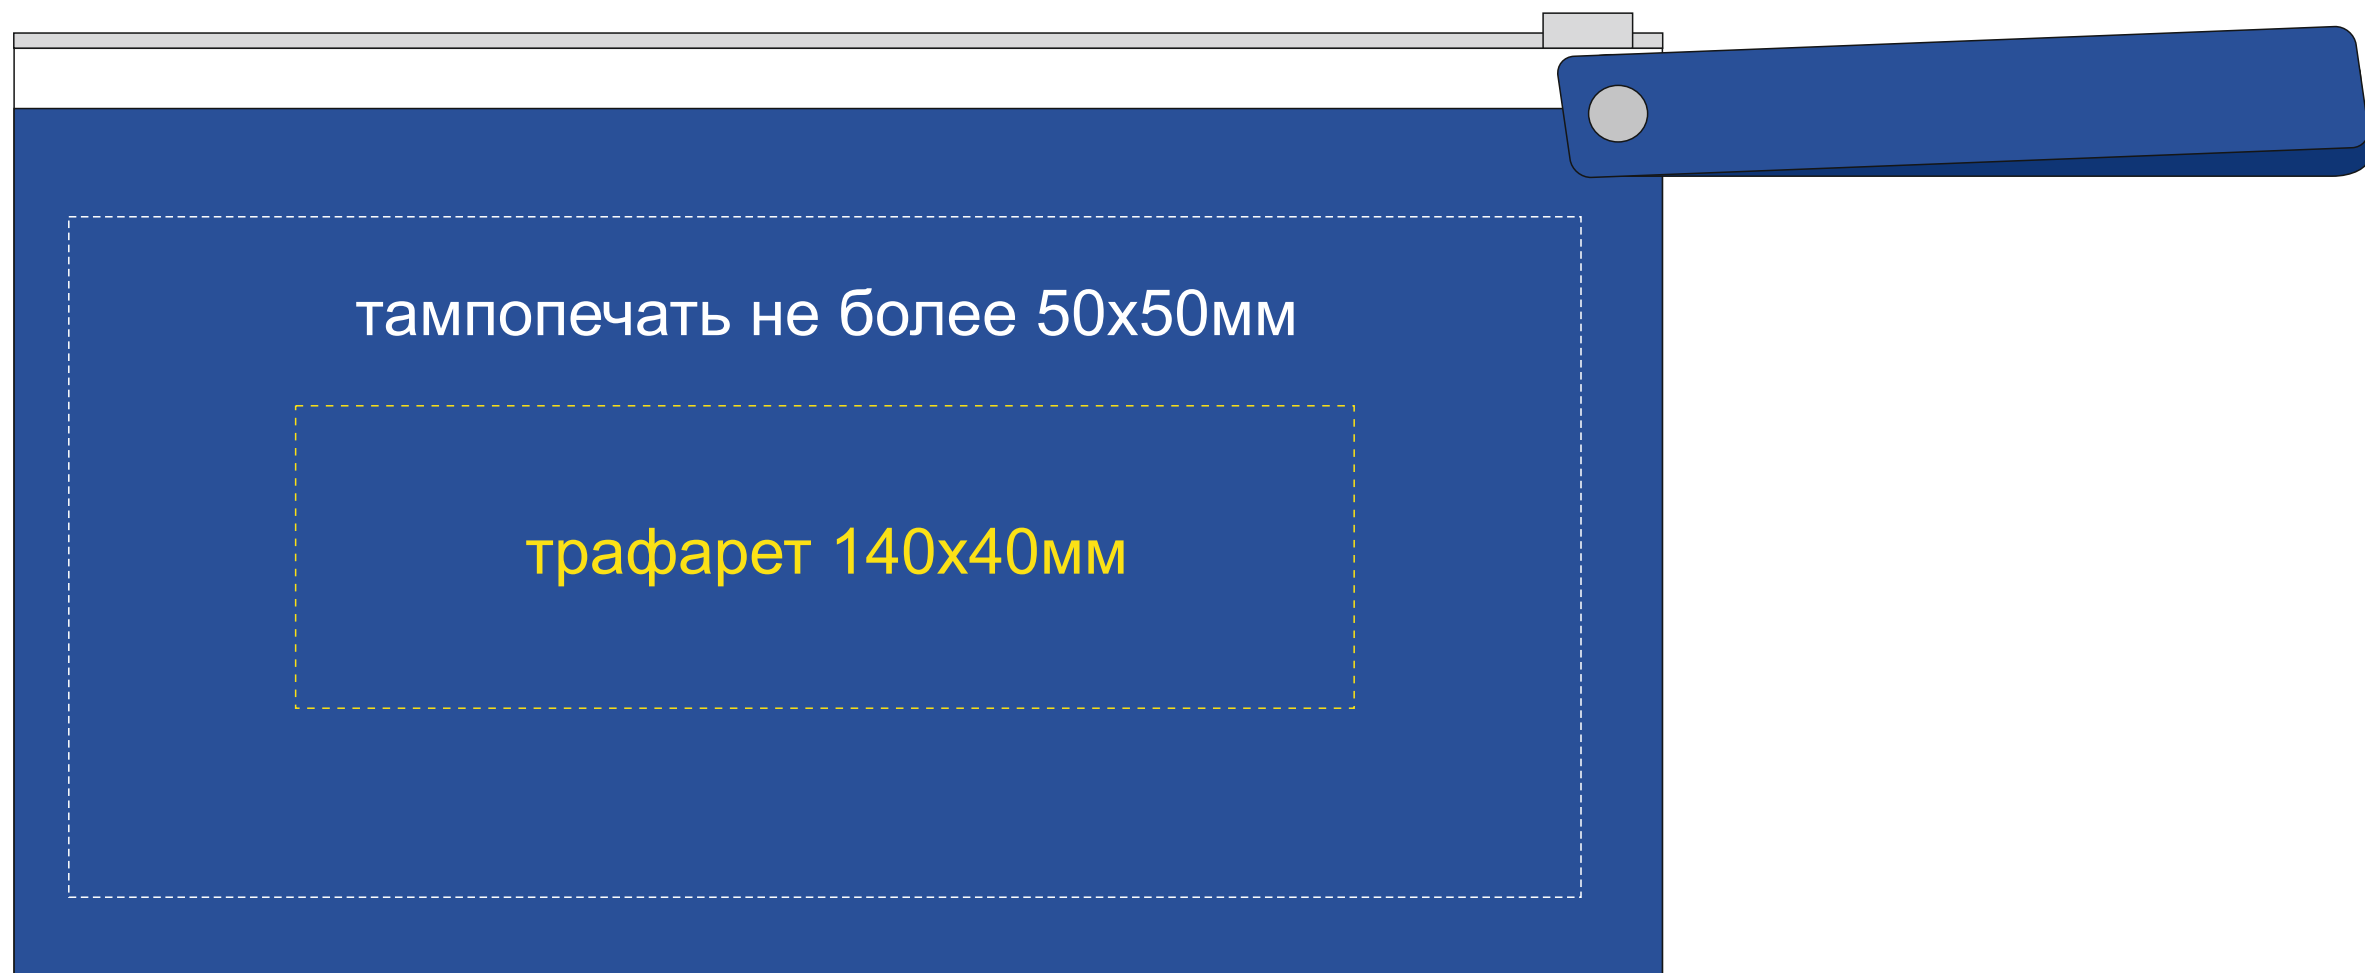 тампопечать не более 50х50мм
трафарет 140х40мм